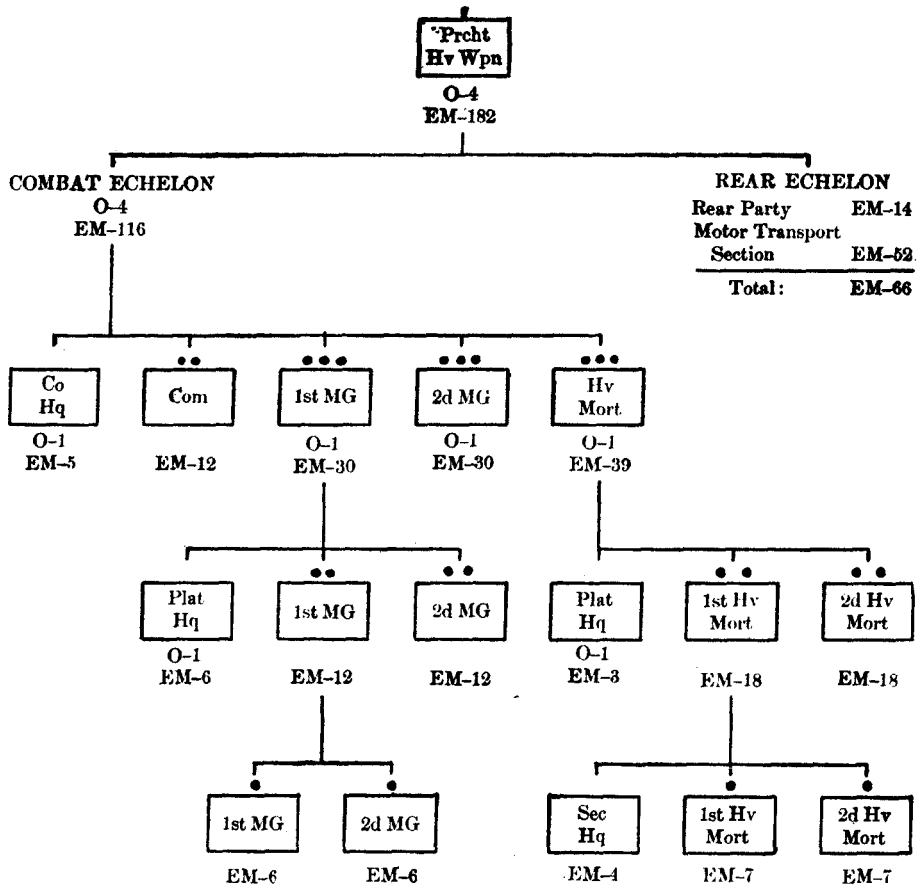 Prcht
Hv Wpn
O-4
EM-182
COMBAT ECHELON
O-4
EM-116
REAR ECHELON
Rear Party EM-14
Motor Transport
Section EM-52
Total: EM-66
Co
Hq
O-1
EM-5
Com
EM-12
1st MG
O-1
EM-30
2d MG
O-1
EM-30
Hv
Mort
O-1
EM-39
Plat
Hq
O-1
EM-6
1st MG
EM-12
2d MG
EM-12
Plat
Hq
O-1
EM-3
1st Hv
Mort
EM-18
2d Hv
Mort
EM-18
1st MG
EM-6
2d MG
EM-6
Sec
Hq
EM-4
1st Hv
Mort
EM-7
2d Hv
Mort
EM-7